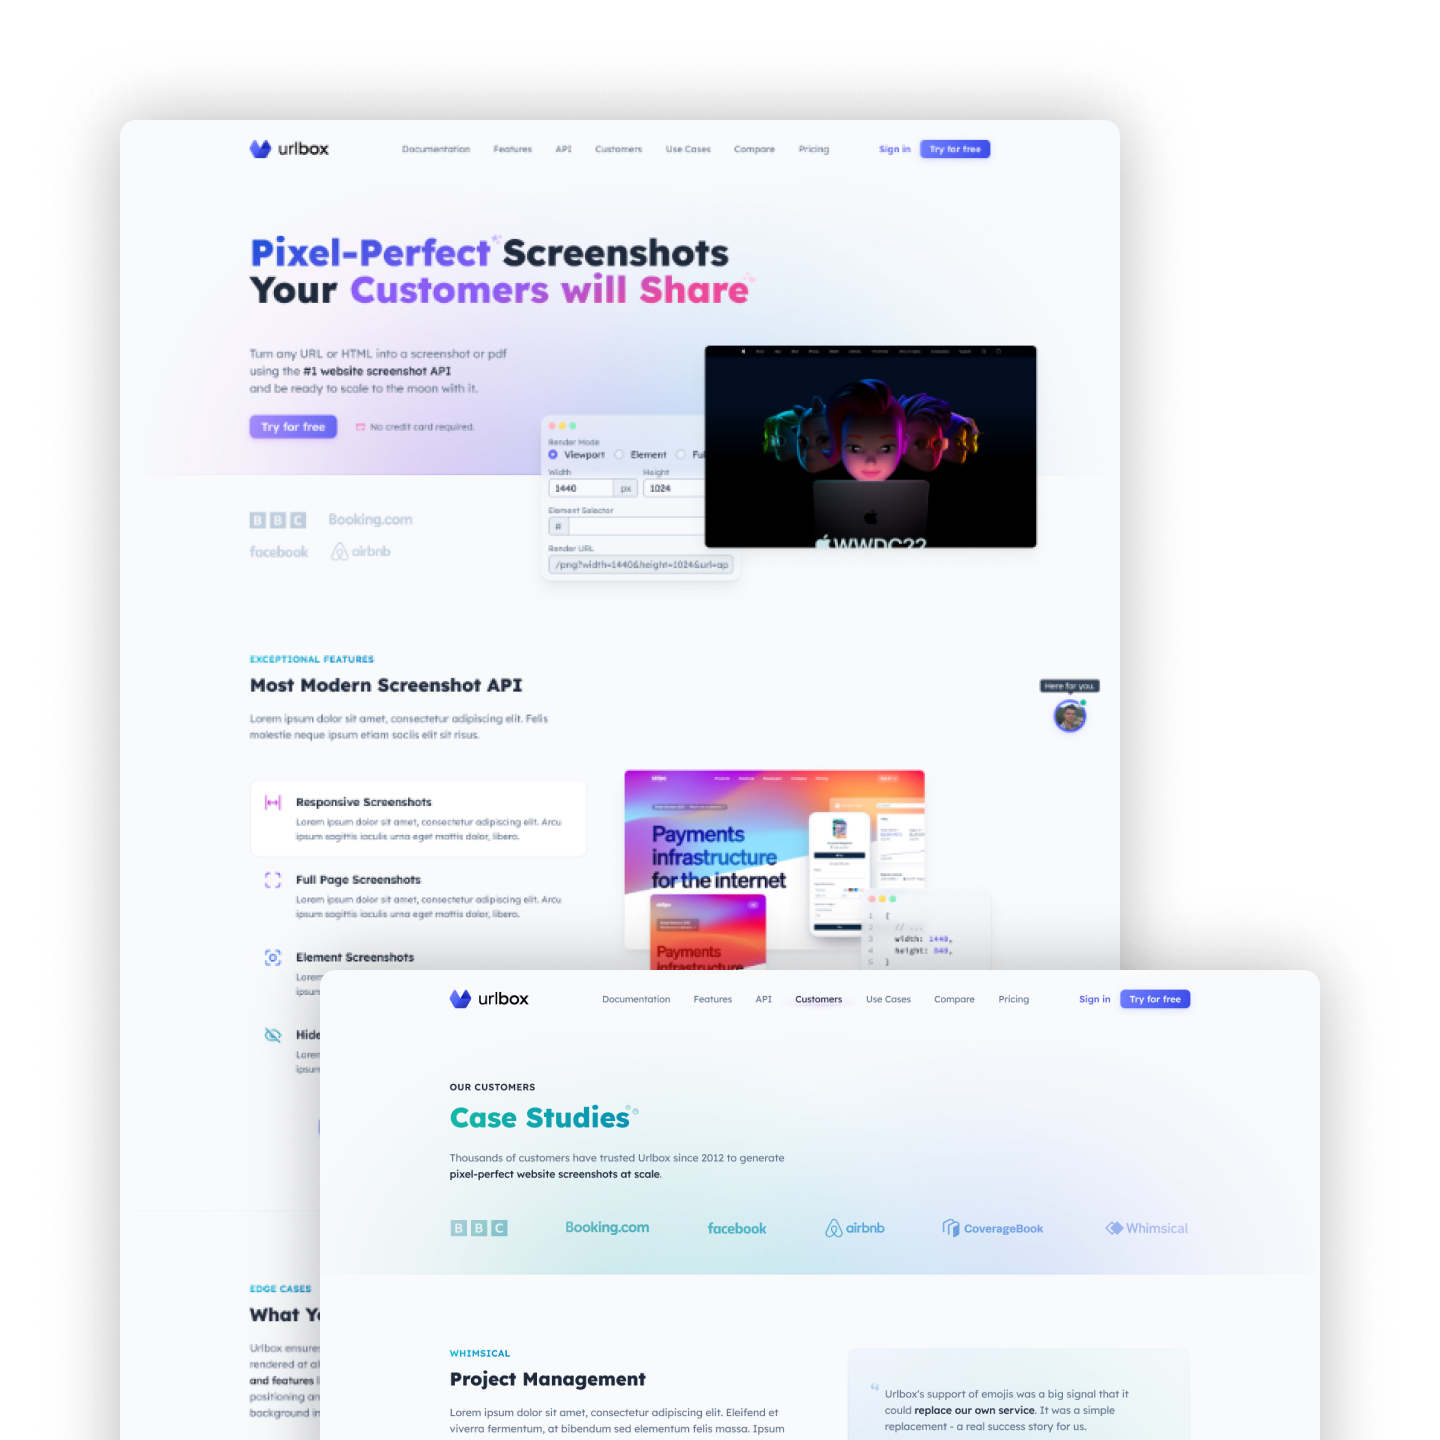 urlbox
Documentation Features API Customers Use Cases Compare Pricing Sign in Try for free
Pixel-Perfect Screenshots
Your Customers will Share
Turn any URL or HTML into a screenshot or pdf
using the #1 website screenshot API
and be ready to scale to the moon with it.
Try for free No credit card required.
Render Mode
Viewport Element Ful
Width Height
1440 px 1024
Element Selector
#
Render URL
/png?width=1440&height=1024&url=ap
WWDC22
BBC Booking.com
facebook airbnb
EXCEPTIONAL FEATURES
Most Modern Screenshot API
Lorem ipsum dolor sit amet, consectetur adipiscing elit. Felis
molestie neque ipsum etiam sociis elit sit risus.
Here for you.
Responsive Screenshots
Lorem ipsum dolor sit amet, consectetur adipiscing elit. Arcu
ipsum sagittis iaculis urna eget mattis dolor, libero.
Full Page Screenshots
Lorem ipsum dolor sit amet, consectetur adipiscing elit. Arcu
ipsum sagittis iaculis urna eget mattis dolor, libero.
Element Screenshots
Lorem
ipsum
Hide
Lorem
ipsum
stripe
Payments
infrastructure
for the internet
stripe
Payments
infrastructure
1 {
2 // ...
3 width: 1440,
4 height: 840,
5 }
EDGE CASES
What Yo
Urlbox ensures
rendered at al
and features
positioning an
background in
urlbox
Documentation Features API Customers Use Cases Compare Pricing Sign in Try for free
OUR CUSTOMERS
Case Studies
Thousands of customers have trusted Urlbox since 2012 to generate
pixel-perfect website screenshots at scale.
BBC Booking.com facebook airbnb CoverageBook Whimsical
WHIMSICAL
Project Management
Lorem ipsum dolor sit amet, consectetur adipiscing elit. Eleifend et
viverra fermentum, at bibendum sed elementum felis massa. Ipsum
“ Urlbox's support of emojis was a big signal that it
could replace our own service. It was a simple
replacement - a real success story for us.